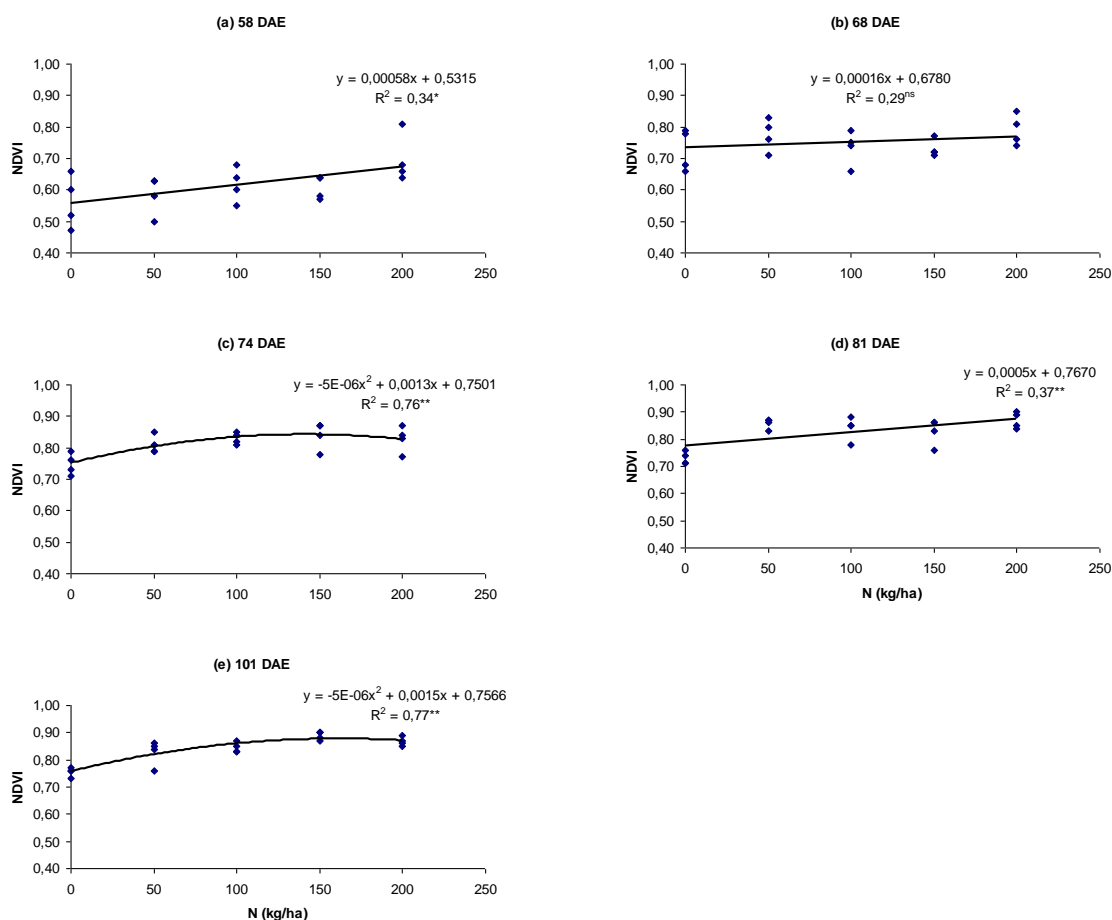 (a) 58 DAE
y = 0,00058x + 0,5315
R² = 0,34*
1,00
0,90
0,80
0,70
0,60
0,50
0,40
NDVI
0 50 100 150 200 250
(b) 68 DAE
y = 0,00016x + 0,6780
R² = 0,29ns
1,00
0,90
0,80
0,70
0,60
0,50
0,40
NDVI
0 50 100 150 200 250
(c) 74 DAE
y = -5E-06x² + 0,0013x + 0,7501
R² = 0,76**
1,00
0,90
0,80
0,70
0,60
0,50
0,40
NDVI
0 50 100 150 200 250
(d) 81 DAE
y = 0,0005x + 0,7670
R² = 0,37**
1,00
0,90
0,80
0,70
0,60
0,50
0,40
NDVI
0 50 100 150 200 250
N (kg/ha)
(e) 101 DAE
y = -5E-06x² + 0,0015x + 0,7566
R² = 0,77**
1,00
0,90
0,80
0,70
0,60
0,50
0,40
NDVI
0 50 100 150 200 250
N (kg/ha)